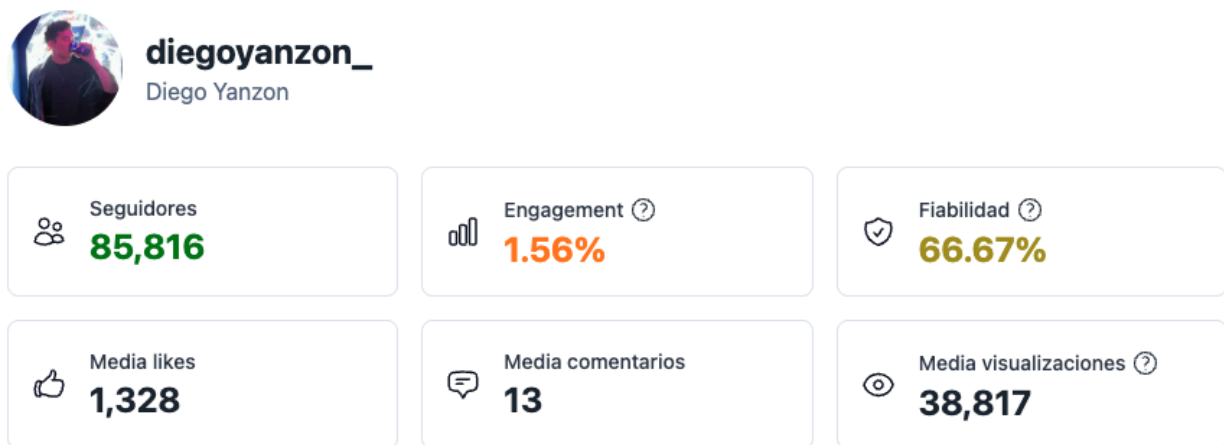 diegoyanzon_
Diego Yanzon
Seguidores
85,816
Engagement
1.56%
Fiabilidad
66.67%
Media likes
1,328
Media comentarios
13
Media visualizaciones
38,817